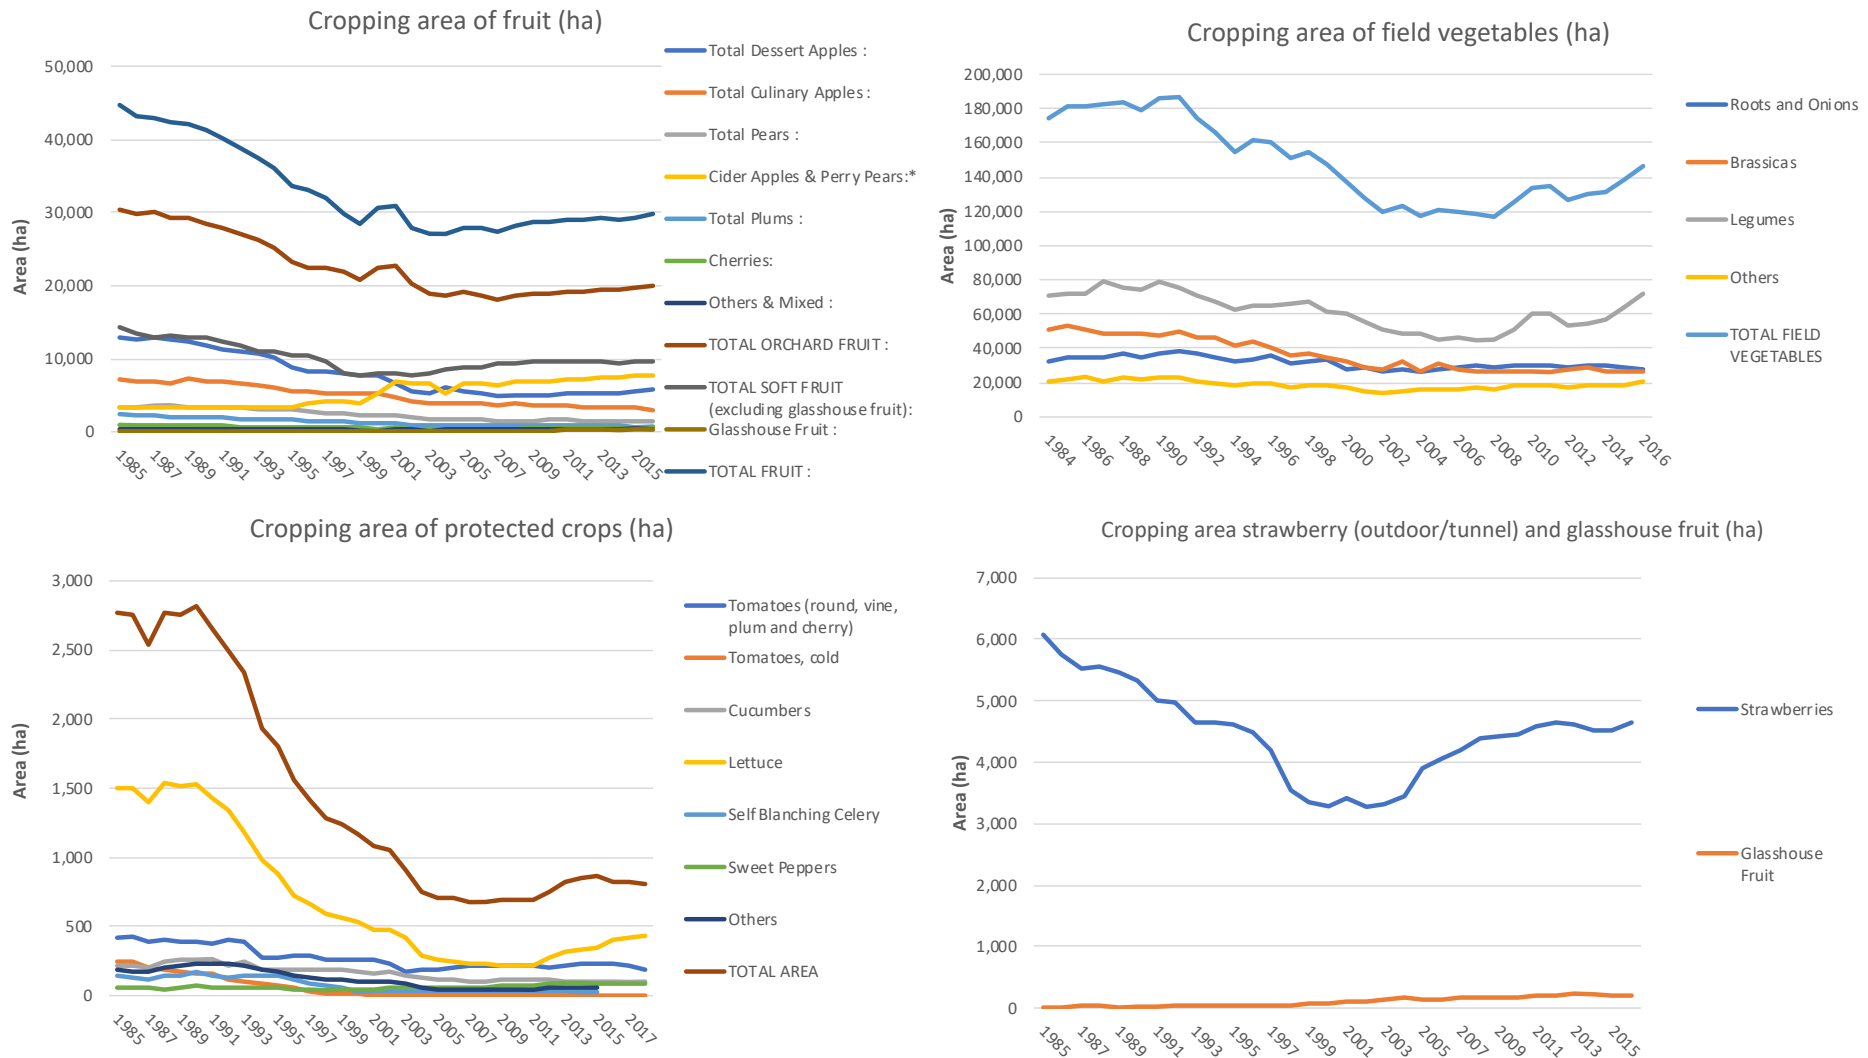 Cropping area of fruit (ha)
50,000
40,000
30,000
20,000
10,000
0
Area (ha)
1985
1987
1989
1991
1993
1995
1997
1999
2001
2003
2005
2007
2009
2011
2013
2015
Total Dessert Apples :
Total Culinary Apples :
Total Pears :
Cider Apples & Perry Pears:*
Total Plums :
Cherries:
Others & Mixed :
TOTAL ORCHARD FRUIT :
TOTAL SOFT FRUIT
(excluding glasshouse fruit):
Glasshouse Fruit :
TOTAL FRUIT :
Cropping area of field vegetables (ha)
200,000
180,000
160,000
140,000
120,000
100,000
80,000
60,000
40,000
20,000
0
Area (ha)
1984
1986
1988
1990
1992
1994
1996
1998
2000
2002
2004
2006
2008
2010
2012
2014
2016
Roots and Onions
Brassicas
Legumes
Others
TOTAL FIELD
VEGETABLES
Cropping area of protected crops (ha)
3,000
2,500
2,000
1,500
1,000
500
0
Area (ha)
1985
1987
1989
1991
1993
1995
1997
1999
2001
2003
2005
2007
2009
2011
2013
2015
2017
Tomatoes (round, vine,
plum and cherry)
Tomatoes, cold
Cucumbers
Lettuce
Self Blanching Celery
Sweet Peppers
Others
TOTAL AREA
Cropping area strawberry (outdoor/tunnel) and glasshouse fruit (ha)
7,000
6,000
5,000
4,000
3,000
2,000
1,000
0
Area (ha)
1985
1987
1989
1991
1993
1995
1997
1999
2001
2003
2005
2007
2009
2011
2013
2015
Strawberries
Glasshouse
Fruit